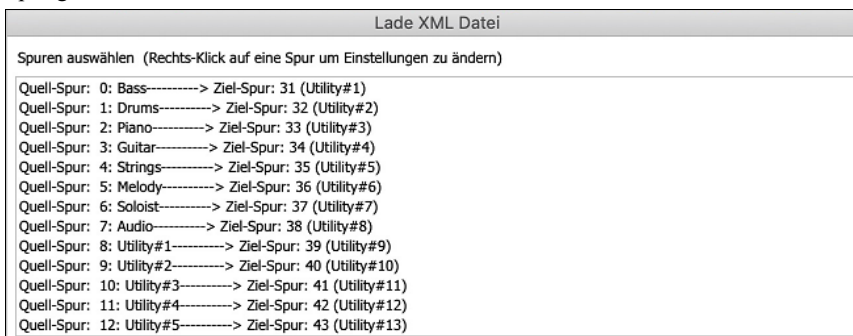 Lade XML Datei
Spuren auswählen (Rechts-Klick auf eine Spur um Einstellungen zu ändern)
Quell-Spur: 0: Bass----------> Ziel-Spur: 31 (Utility#1)
Quell-Spur: 1: Drums----------> Ziel-Spur: 32 (Utility#2)
Quell-Spur: 2: Piano----------> Ziel-Spur: 33 (Utility#3)
Quell-Spur: 3: Guitar----------> Ziel-Spur: 34 (Utility#4)
Quell-Spur: 4: Strings----------> Ziel-Spur: 35 (Utility#5)
Quell-Spur: 5: Melody----------> Ziel-Spur: 36 (Utility#6)
Quell-Spur: 6: Soloist----------> Ziel-Spur: 37 (Utility#7)
Quell-Spur: 7: Audio----------> Ziel-Spur: 38 (Utility#8)
Quell-Spur: 8: Utility#1----------> Ziel-Spur: 39 (Utility#9)
Quell-Spur: 9: Utility#2----------> Ziel-Spur: 40 (Utility#10)
Quell-Spur: 10: Utility#3----------> Ziel-Spur: 41 (Utility#11)
Quell-Spur: 11: Utility#4----------> Ziel-Spur: 42 (Utility#12)
Quell-Spur: 12: Utility#5----------> Ziel-Spur: 43 (Utility#13)